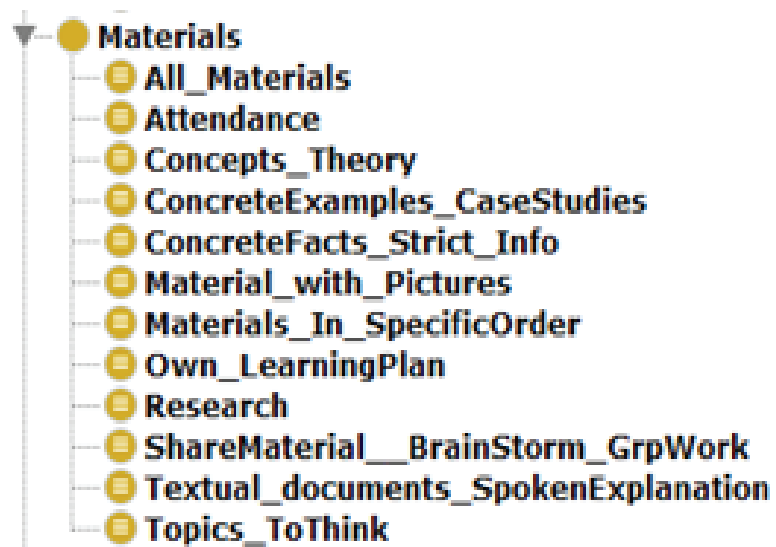 Materials
All_Materials
Attendance
Concepts_Theory
ConcreteExamples_CaseStudies
ConcreteFacts_Strict_Info
Material_with_Pictures
Materials_In_SpecificOrder
Own_LearningPlan
Research
ShareMaterial__BrainStorm_GrpWork
Textual_documents_SpokenExplanation
Topics_ToThink